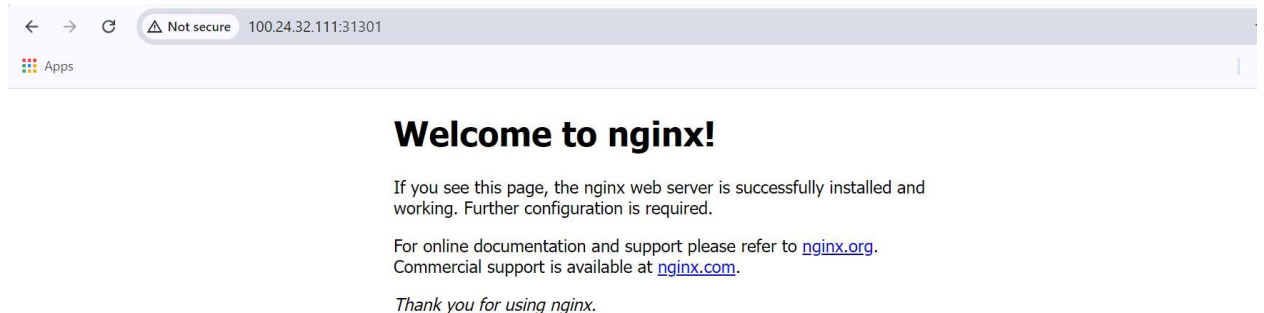 Not secure 100.24.32.111:31301
Apps
Welcome to nginx!
If you see this page, the nginx web server is successfully installed and
working. Further configuration is required.
For online documentation and support please refer to nginx.org.
Commercial support is available at nginx.com.
Thank you for using nginx.